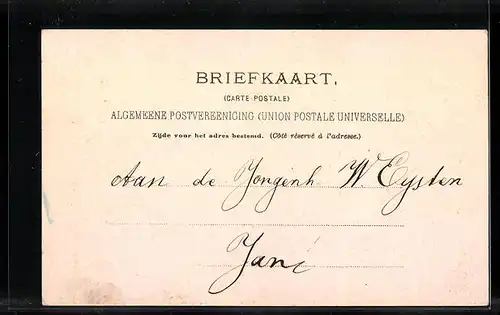 BRIEFKAART.
(CARTE POSTALE)
ALGEMEENE POSTVEREENIGING (UNION POSTALE UNIVERSELLE)
Zijde voor het adres bestemd. (Côté réservé à l'adresse.)
Aan de Jongenh. W. Eysten
Jani